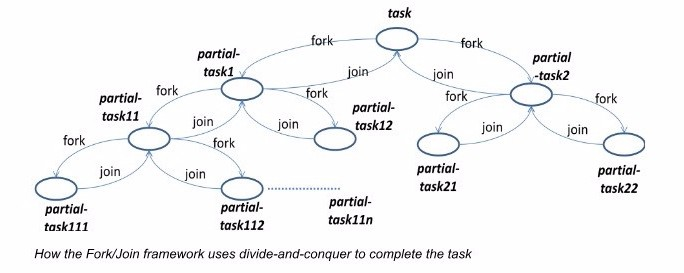 task
fork
fork
partial-
task1
partial
-task2
join
join
fork
fork
fork
fork
partial-
task11
partial-
task12
join
join
join
join
fork
fork
partial-
task21
partial-
task22
join
join
partial-
task111
partial-
task112
partial-
task11n
How the Fork/Join framework uses divide-and-conquer to complete the task